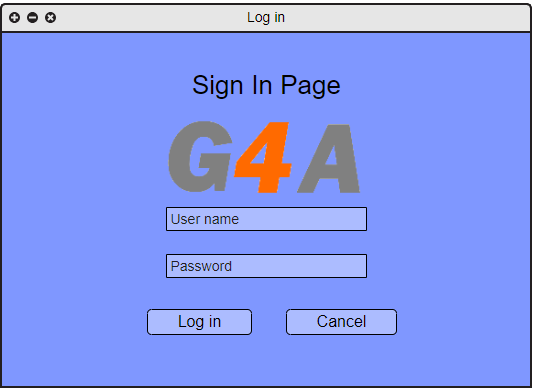 Log in
Sign In Page
G4A
User name
Password
Log in
Cancel